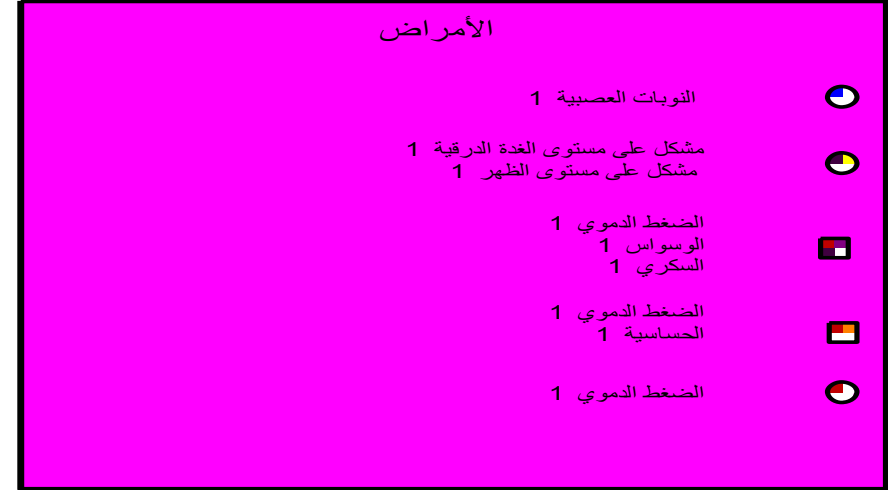 الأمراض
النوبات العصبية 1
مشكل على مستوى الغدة الدرقية 1
مشكل على مستوى الظهر 1
الضغط الدموي 1
الوسواس 1
السكري 1
الضغط الدموي 1
الحساسية 1
الضغط الدموي 1